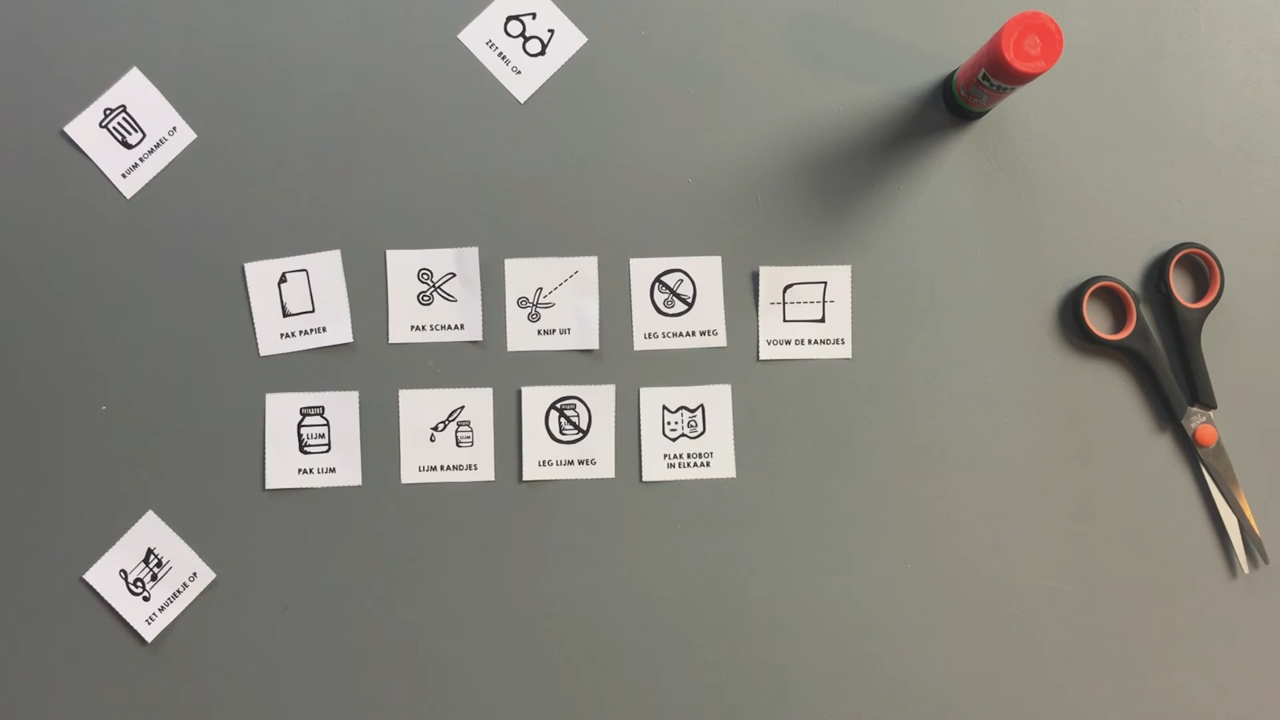 ZET BRIL OP
RUIM ROMMEL OP
PAK PAPIER
PAK SCHAAR
KNIP UIT
LEG SCHAAR WEG
VOUW DE RANDJES
LIJM
PAK LIJM
LIJM RANDJES
LEG LIJM WEG
PLAK ROBOT
IN ELKAAR
ZET MUZIEKJE OP